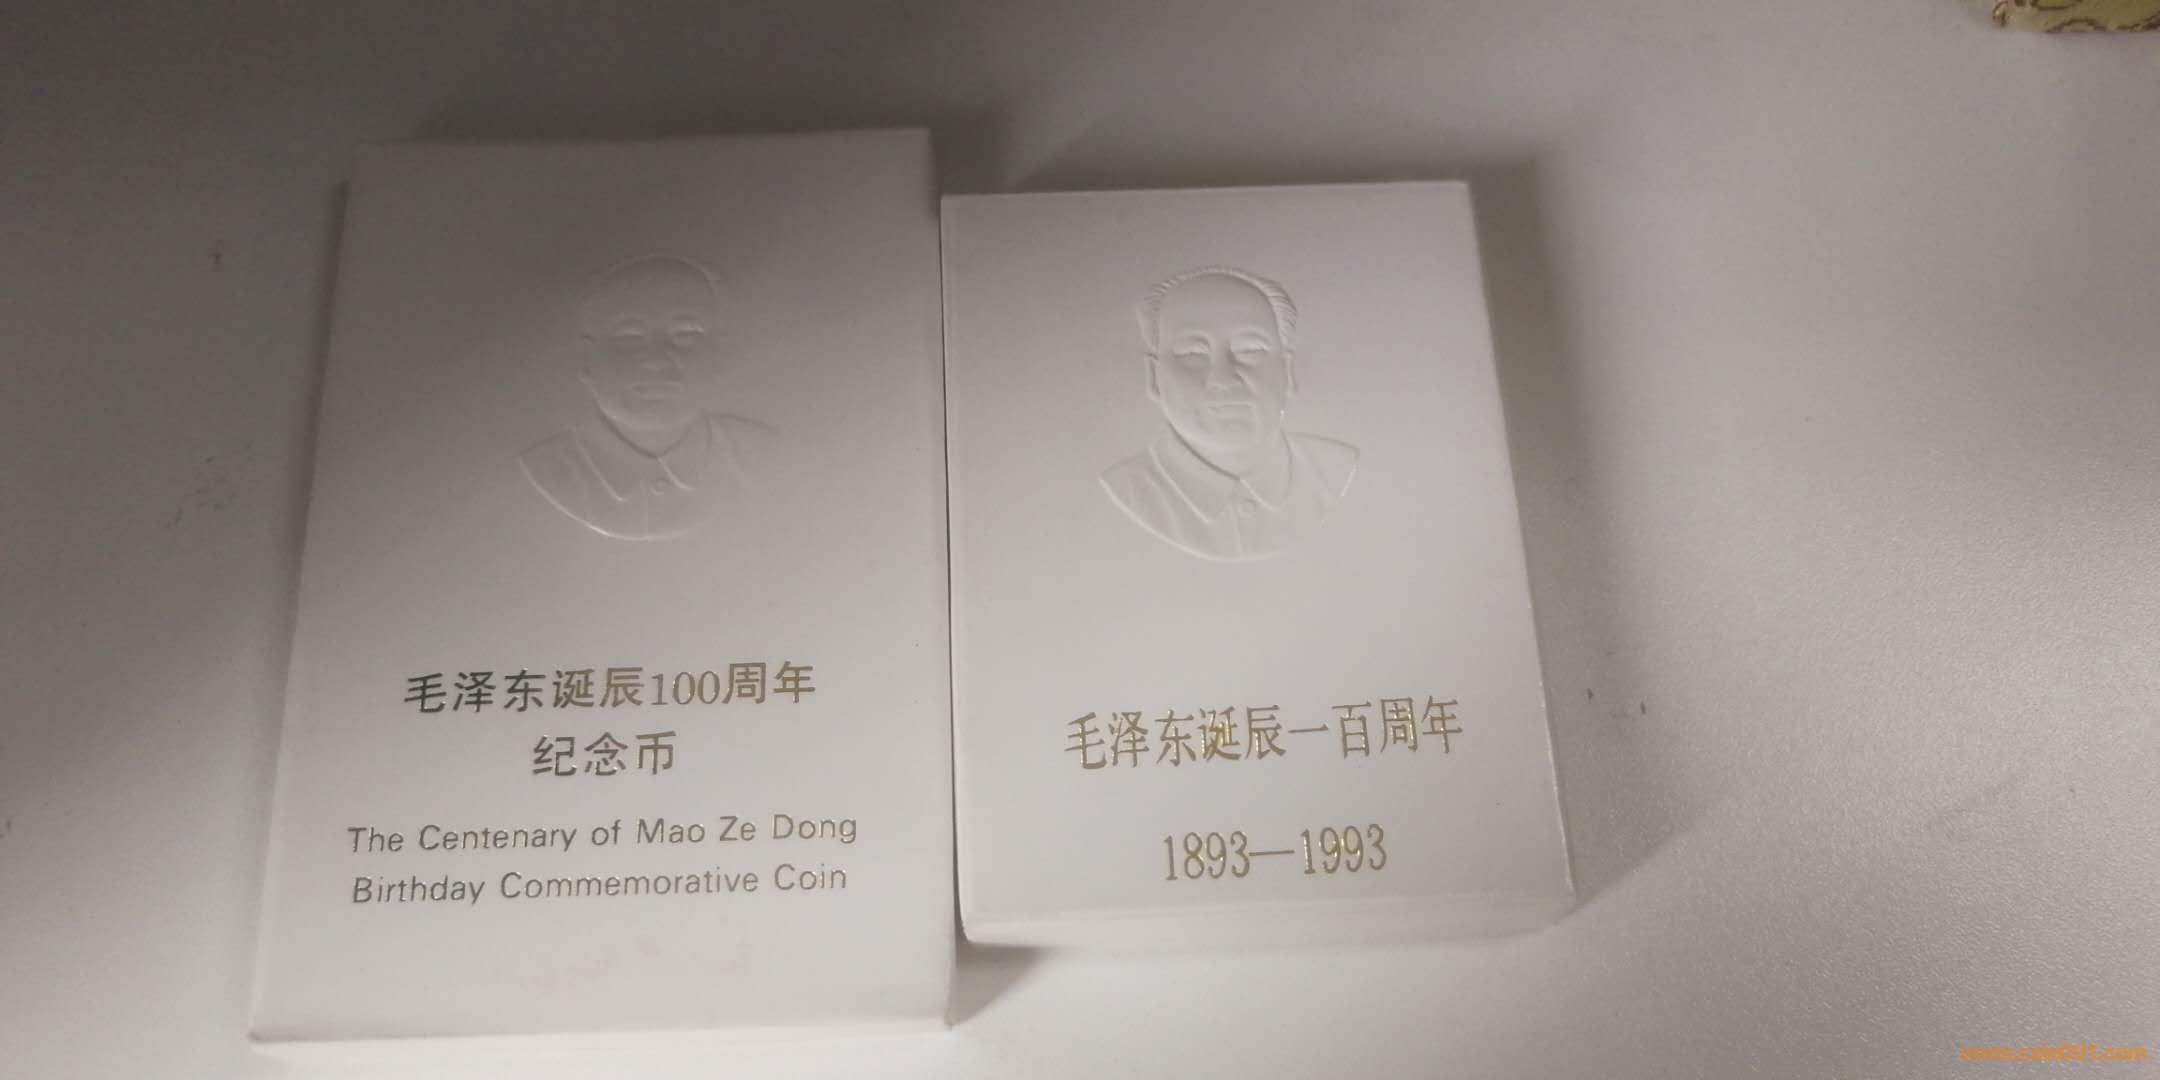 毛泽东诞辰100周年
纪念币
The Centenary of Mao Ze Dong
Birthday Commemorative Coin
毛泽东诞辰一百周年
1893—1993
www.coin001.com